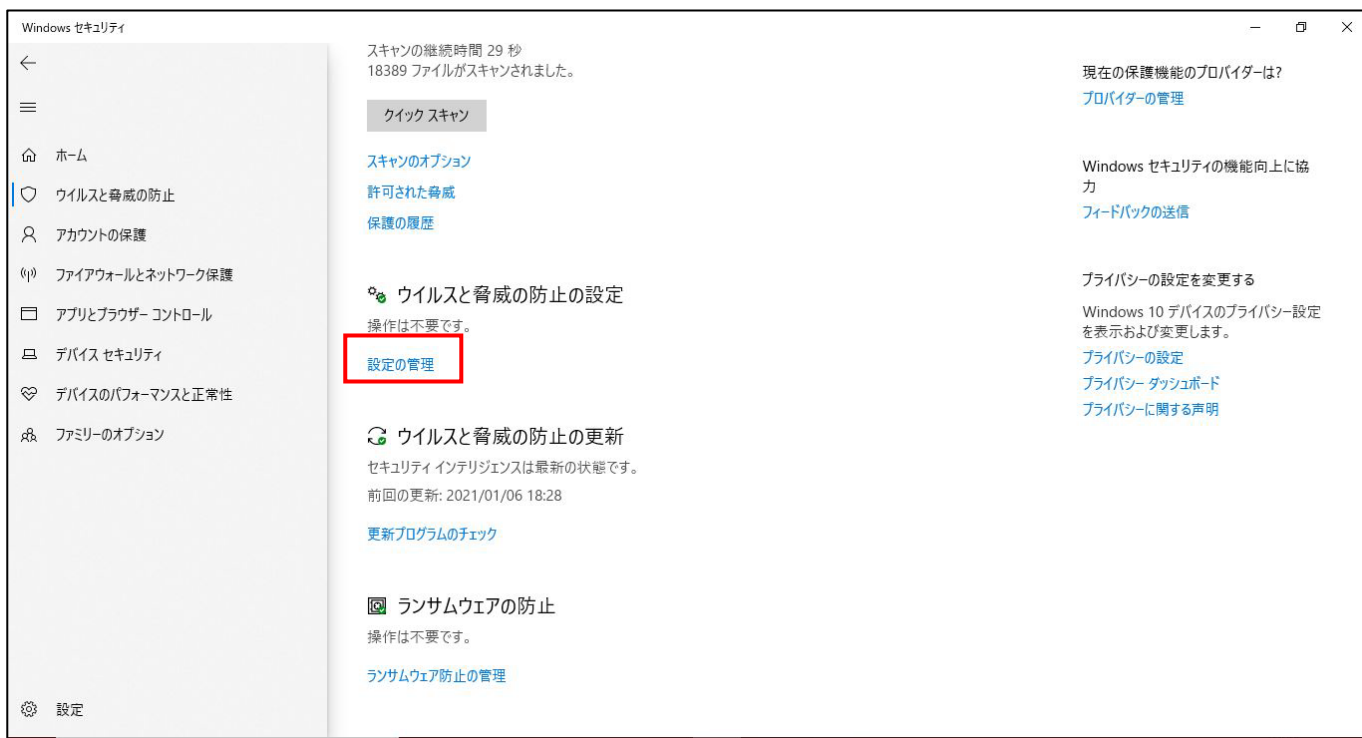 Windows セキュリティ
ホーム
ウイルスと脅威の防止
アカウントの保護
ファイアウォールとネットワーク保護
アプリとブラウザー コントロール
デバイス セキュリティ
デバイスのパフォーマンスと正常性
ファミリーのオプション
設定
スキャンの継続時間 29 秒
18389 ファイルがスキャンされました。
クイック スキャン
スキャンのオプション
許可された脅威
保護の履歴
ウイルスと脅威の防止の設定
操作は不要です。
設定の管理
ウイルスと脅威の防止の更新
セキュリティ インテリジェンスは最新の状態です。
前回の更新: 2021/01/06 18:28
更新プログラムのチェック
ランサムウェアの防止
操作は不要です。
ランサムウェア防止の管理
現在の保護機能のプロバイダーは?
プロバイダーの管理
Windows セキュリティの機能向上に協
力
フィードバックの送信
プライバシーの設定を変更する
Windows 10 デバイスのプライバシー設定
を表示および変更します。
プライバシーの設定
プライバシー ダッシュボード
プライバシーに関する声明